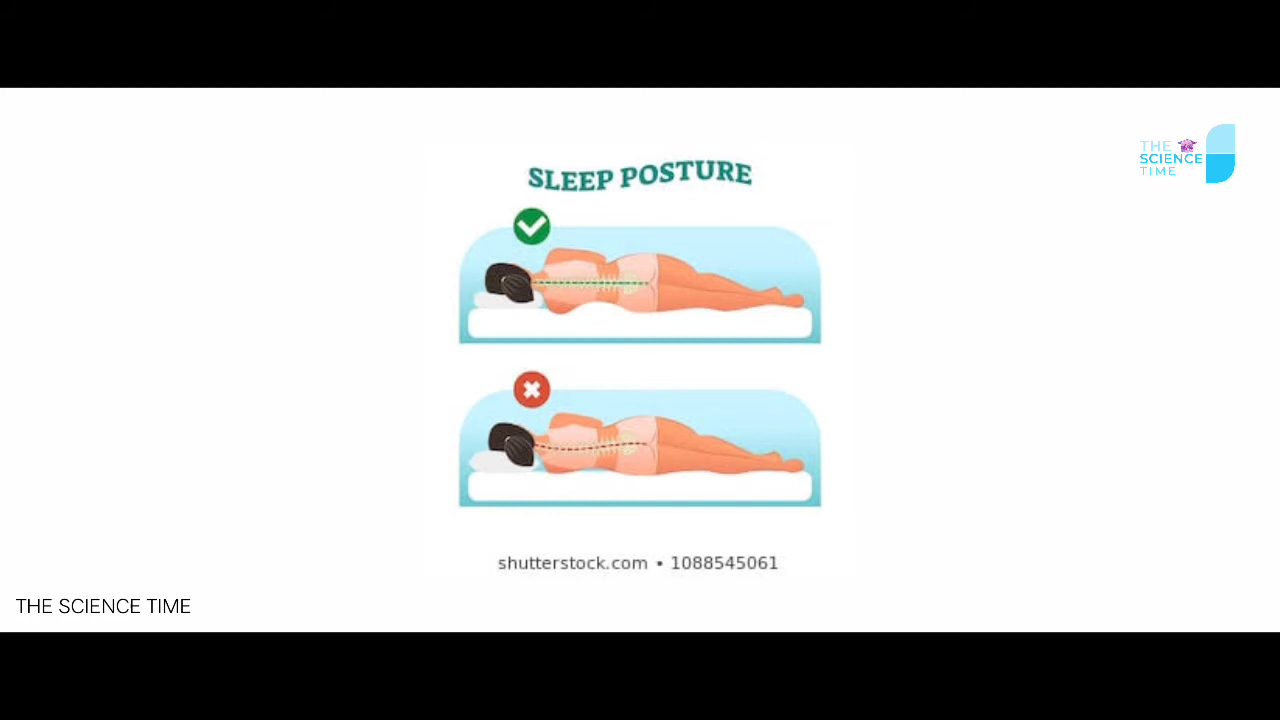 THE
SCIENCE
TIME
SLEEP POSTURE
shutterstock.com • 1088545061
THE SCIENCE TIME